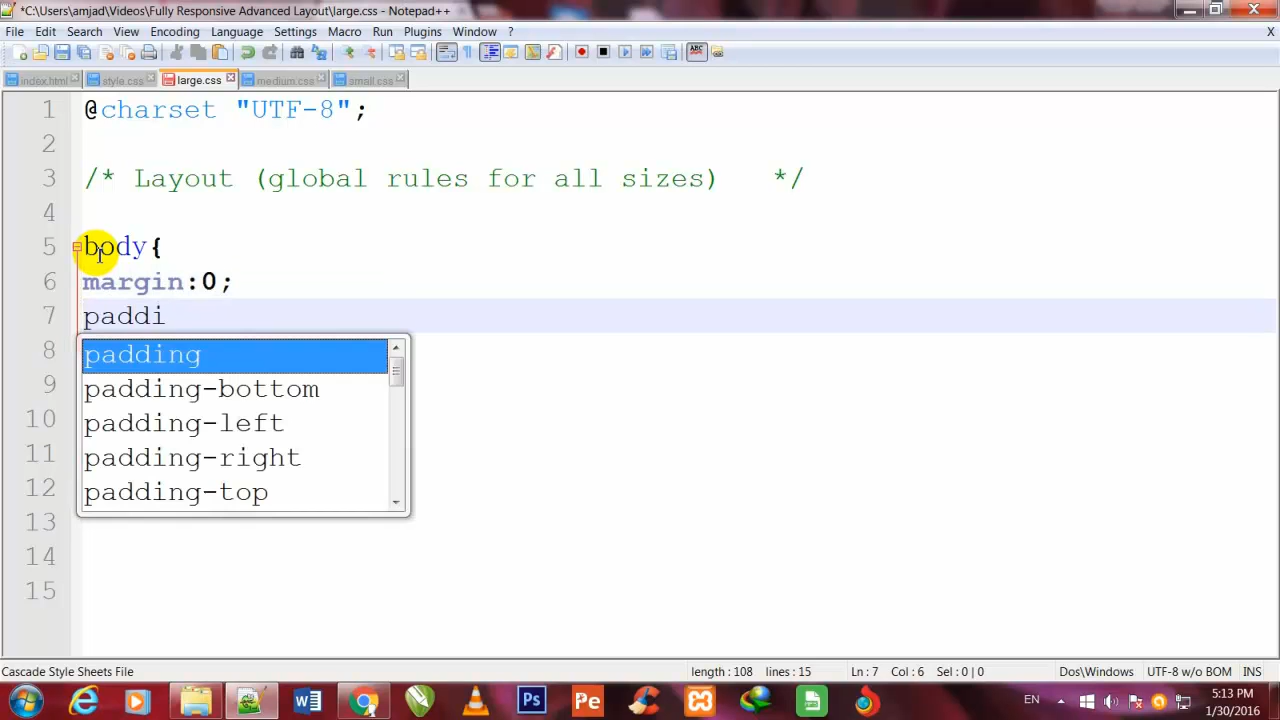 *C:\Users\amjad\Videos\Fully Responsive Advanced Layout\large.css - Notepad++
File Edit Search View Encoding Language Settings Macro Run Plugins Window ? X
index.html style.css large.css medium.css small.css
1 @charset "UTF-8";
2
3 /* Layout (global rules for all sizes) */
4
5 body{
6 margin:0;
7 paddi
8 padding
9 padding-bottom
10 padding-left
11 padding-right
12 padding-top
13
14
15
Cascade Style Sheets File length : 108 lines : 15 Ln : 7 Col : 6 Sel : 0 | 0 Dos\Windows UTF-8 w/o BOM INS
EN 5:13 PM
1/30/2016
W Ps Pe
ABC